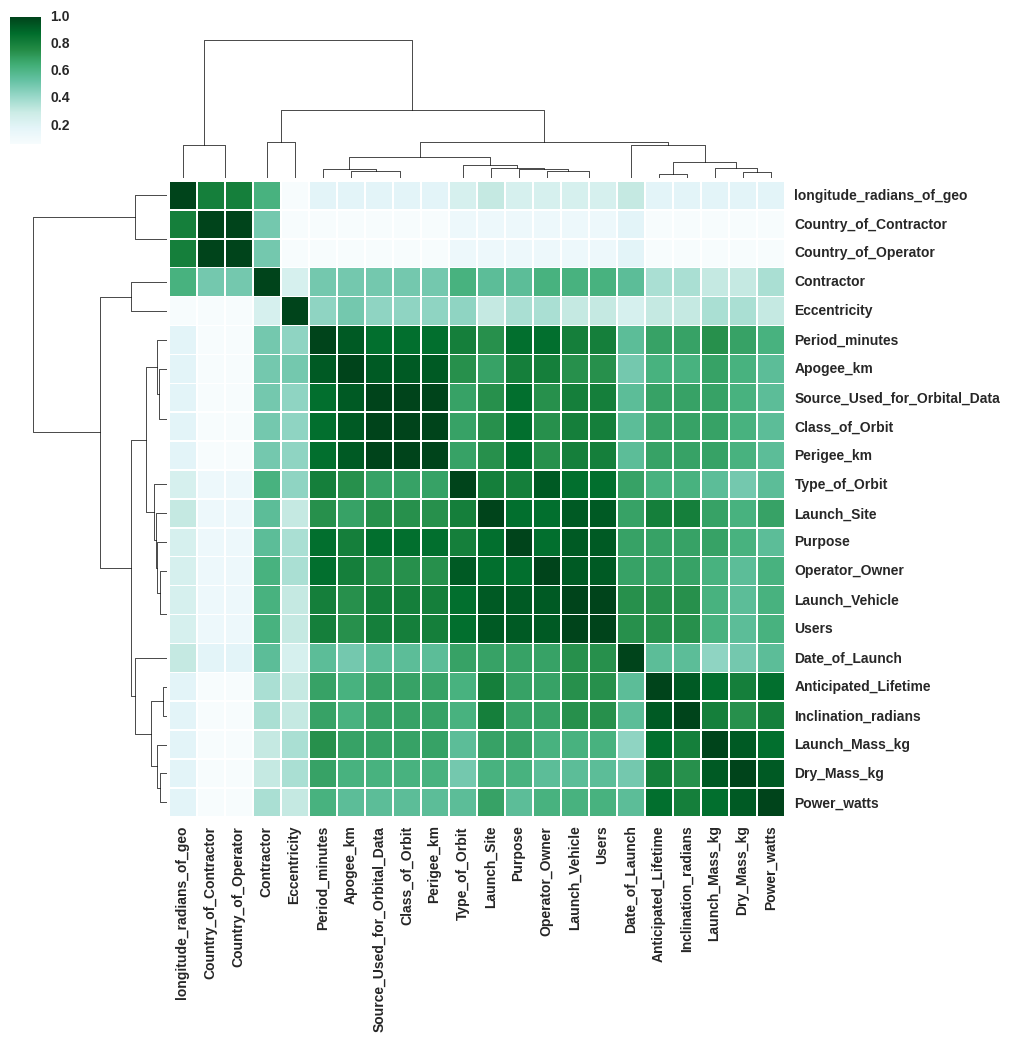 1.0
0.8
0.6
0.4
0.2
longitude_radians_of_geo
Country_of_Contractor
Country_of_Operator
Contractor
Eccentricity
Period_minutes
Apogee_km
Source_Used_for_Orbital_Data
Class_of_Orbit
Perigee_km
Type_of_Orbit
Launch_Site
Purpose
Operator_Owner
Launch_Vehicle
Users
Date_of_Launch
Anticipated_Lifetime
Inclination_radians
Launch_Mass_kg
Dry_Mass_kg
Power_watts
longitude_radians_of_geo
Country_of_Contractor
Country_of_Operator
Contractor
Eccentricity
Period_minutes
Apogee_km
Source_Used_for_Orbital_Data
Class_of_Orbit
Perigee_km
Type_of_Orbit
Launch_Site
Purpose
Operator_Owner
Launch_Vehicle
Users
Date_of_Launch
Anticipated_Lifetime
Inclination_radians
Launch_Mass_kg
Dry_Mass_kg
Power_watts